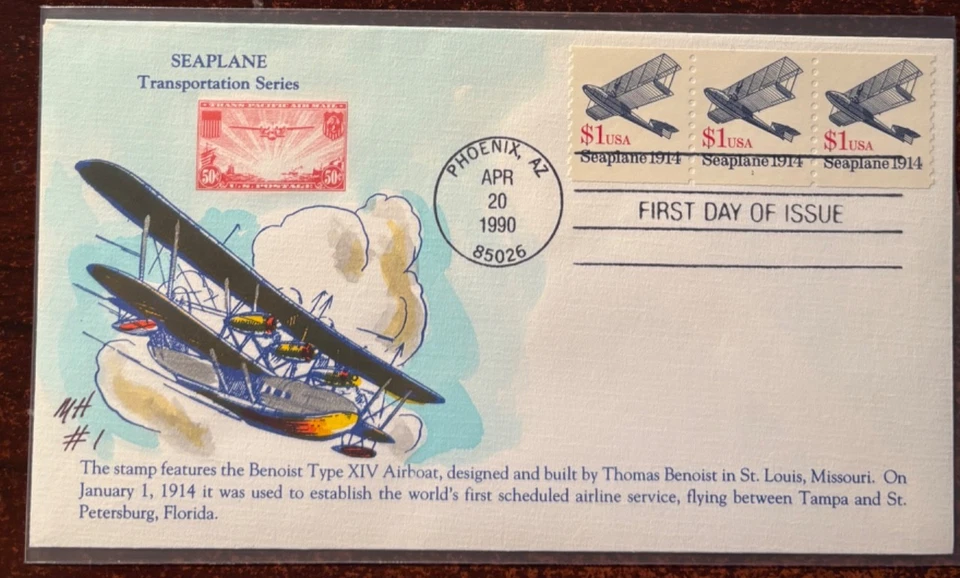 SEAPLANE
Transportation Series
TRANS-PACIFIC AIR MAIL
50¢ 50¢
U.S. POSTAGE
PHOENIX, AZ
APR
20
1990
85026
$1USA $1USA $1USA
Seaplane 1914 Seaplane 1914 Seaplane 1914
1
FIRST DAY OF ISSUE
MH
#1
The stamp features the Benoist Type XIV Airboat, designed and built by Thomas Benoist in St. Louis, Missouri. On
January 1, 1914 it was used to establish the world's first scheduled airline service, flying between Tampa and St.
Petersburg, Florida.